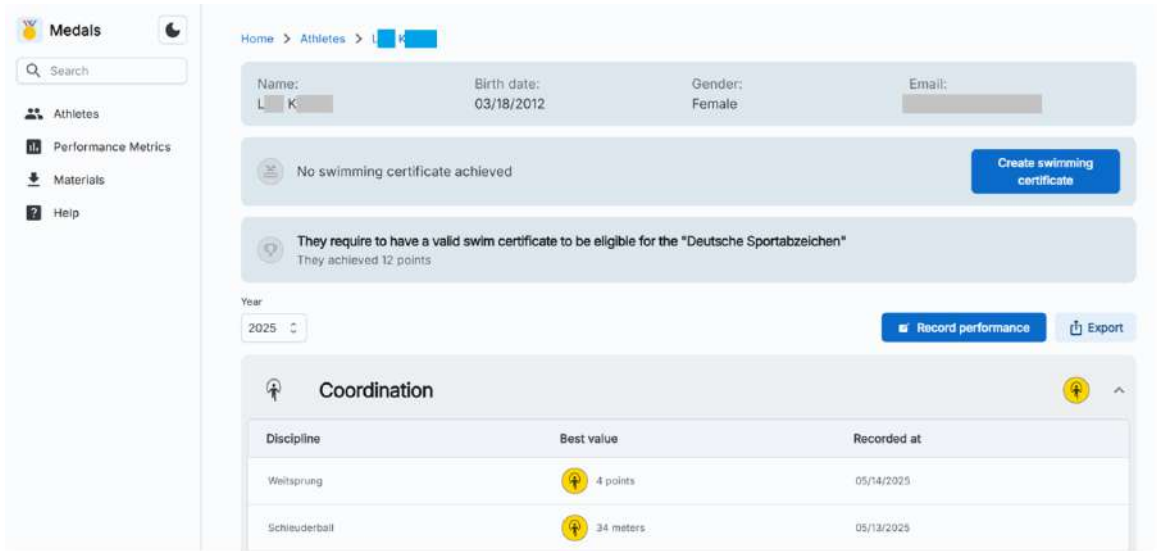 Medals
Search
Athletes
Performance Metrics
Materials
Help
Home > Athletes > L K
Name: Birth date: Gender: Email:
L K 03/18/2012 Female
No swimming certificate achieved
Create swimming
certificate
They require to have a valid swim certificate to be eligible for the "Deutsche Sportabzeichen"
They achieved 12 points
Year
2025
Record performance
Export
Coordination
Discipline Best value Recorded at
Weitsprung 4 points 05/14/2025
Schleuderball 34 meters 05/13/2025